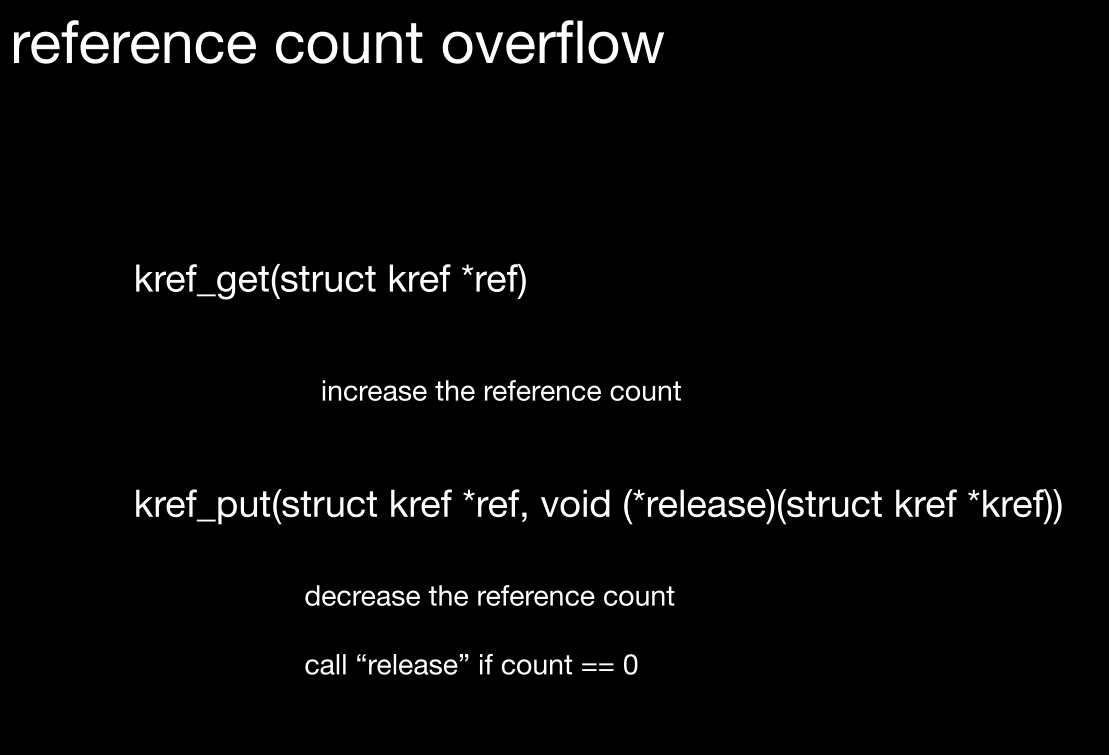 reference count overflow
kref_get(struct kref *ref)
increase the reference count
kref_put(struct kref *ref, void (*release)(struct kref *kref))
decrease the reference count
call “release” if count == 0